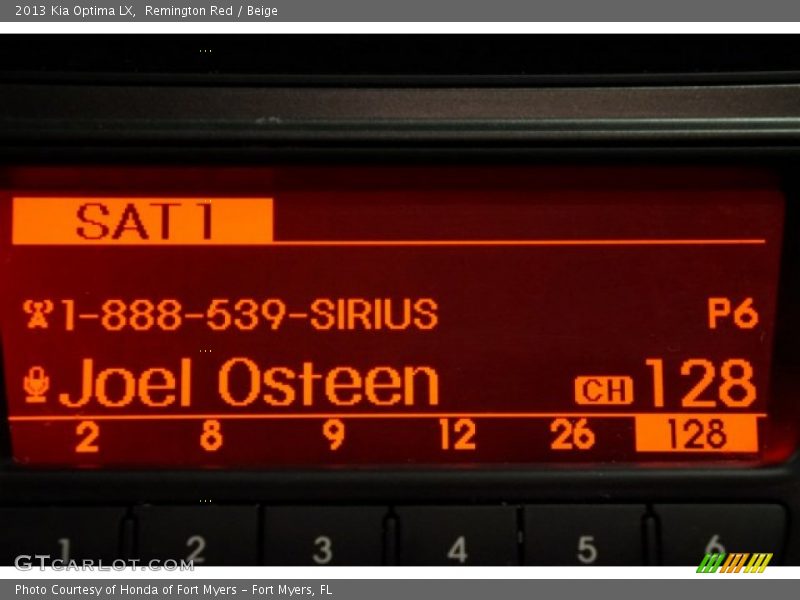 2013 Kia Optima LX, Remington Red / Beige
SAT 1
1-888-539-SIRIUS P6
Joel Osteen CH 128
2 8 9 12 26 128
1 2 3 4 5 6
GTCARLOT.COM
Photo Courtesy of Honda of Fort Myers - Fort Myers, FL